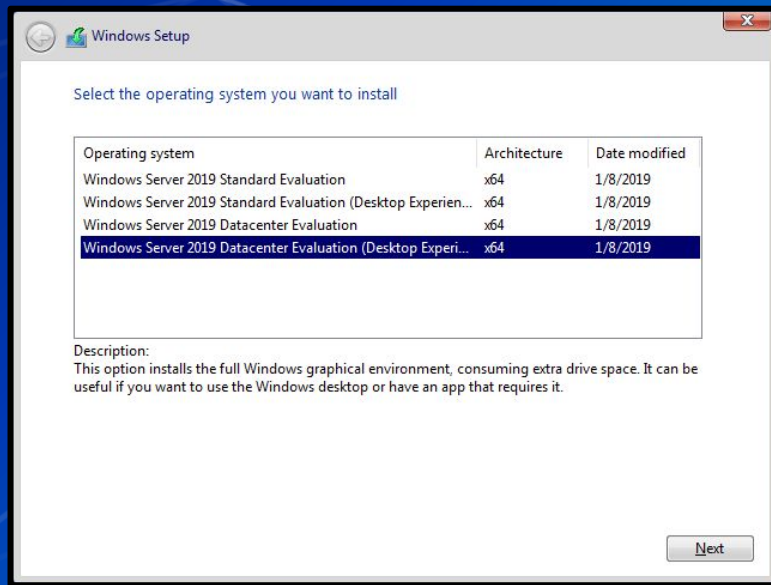 Windows Setup
Select the operating system you want to install
Operating system Architecture Date modified
Windows Server 2019 Standard Evaluation x64 1/8/2019
Windows Server 2019 Standard Evaluation (Desktop Experien... x64 1/8/2019
Windows Server 2019 Datacenter Evaluation x64 1/8/2019
Windows Server 2019 Datacenter Evaluation (Desktop Experi... x64 1/8/2019
Description:
This option installs the full Windows graphical environment, consuming extra drive space. It can be
useful if you want to use the Windows desktop or have an app that requires it.
Next